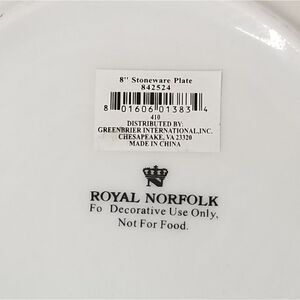 8'' Stoneware Plate
842524
8 01606 01383 4
410
DISTRIBUTED BY:
GREENBRIER INTERNATIONAL,INC.
CHESAPEAKE, VA 23320
MADE IN CHINA
N
ROYAL NORFOLK
Fo Decorative Use Only,
Not For Food.